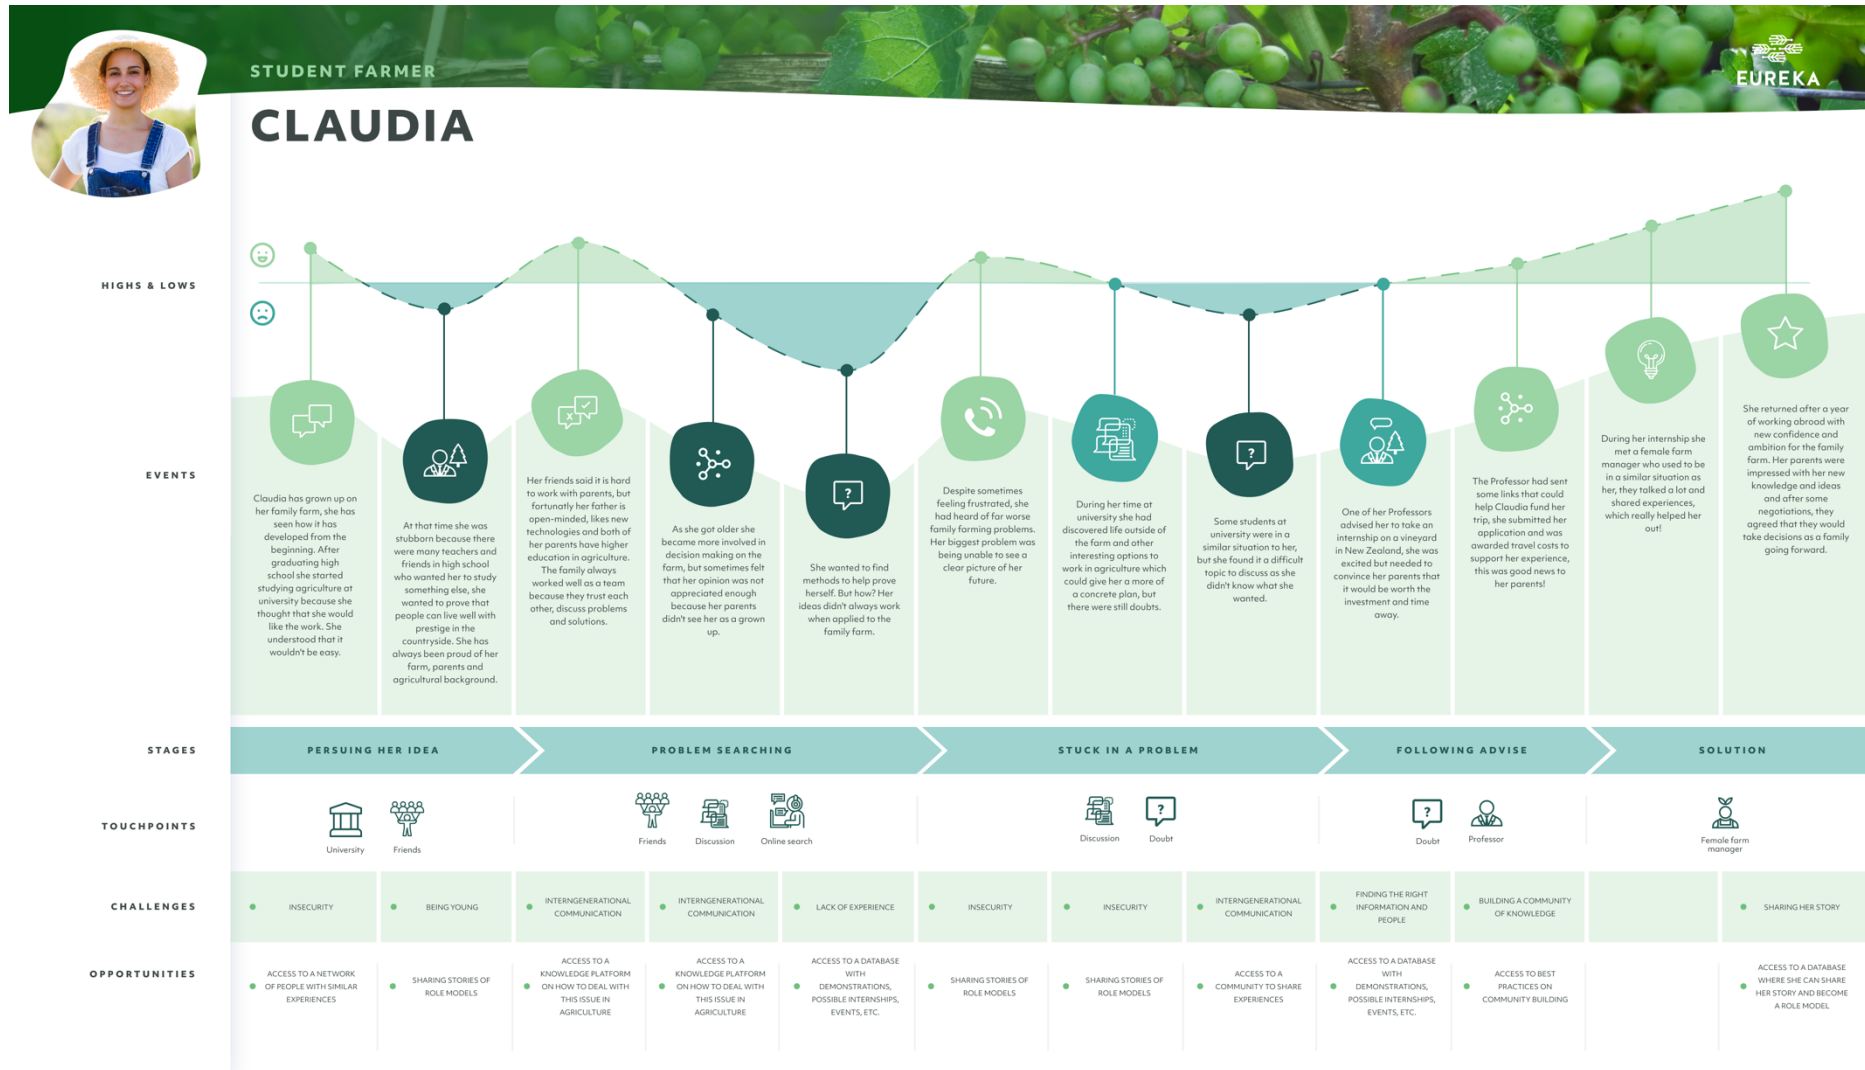 STUDENT FARMER
CLAUDIA
EUREKA
HIGHS & LOWS
EVENTS
Claudia has grown up on
her family farm, she has
seen how it has
developed from the
beginning. After
graduating high
school she started
studying agriculture at
university because she
thought that she would
like the work. She
understood that it
wouldn't be easy.
At that time she was
stubborn because there
were many teachers and
friends in high school
who wanted her to study
something else, she
wanted to prove that
people can live well with
prestige in the
countryside. She has
always been proud of her
farm, parents and
agricultural background.
Her friends said it is hard
to work with parents, but
fortunatly her father is
open-minded, likes new
technologies and both of
her parents have higher
education in agriculture.
The family always
worked well as a team
because they trust each
other, discuss problems
and solutions.
As she got older she
became more involved in
decision making on the
farm, but sometimes felt
that her opinion was not
appreciated enough
because her parents
didn't see her as a grown
up.
She wanted to find
methods to help prove
herself. But how? Her
ideas didn't always work
when applied to the
family farm.
Despite sometimes
feeling frustrated, she
had heard of far worse
family farming problems.
Her biggest problem was
being unable to see a
clear picture of her
future.
During her time at
university she had
discovered life outside of
the farm and other
interesting options to
work in agriculture which
could give her a more of
a concrete plan, but
there were still doubts.
Some students at
university were in a
similar situation to her,
but she found it a difficult
topic to discuss as she
didn't know what she
wanted.
One of her Professors
advised her to take an
internship on a vineyard
in New Zealand, she was
excited but needed to
convince her parents that
it would be worth the
investment and time
away.
The Professor had sent
some links that could
help Claudia fund her
trip, she submitted her
application and was
awarded travel costs to
support her experience,
this was good news to
her parents!
During her internship she
met a female farm
manager who used to be
in a similar situation as
her, they talked a lot and
shared experiences,
which really helped her
out!
She returned after a year
of working abroad with
new confidence and
ambition for the family
farm. Her parents were
impressed with her new
knowledge and ideas
and after some
negotiations, they
agreed that they would
take decisions as a family
going forward.
STAGES
PERSUING HER IDEA
PROBLEM SEARCHING
STUCK IN A PROBLEM
FOLLOWING ADVISE
SOLUTION
TOUCHPOINTS
University
Friends
Friends
Discussion
Online search
Discussion
Doubt
Doubt
Professor
Female farm
manager
CHALLENGES
INSECURITY
BEING YOUNG
INTERNGENERATIONAL
COMMUNICATION
INTERNGENERATIONAL
COMMUNICATION
LACK OF EXPERIENCE
INSECURITY
INSECURITY
INTERNGENERATIONAL
COMMUNICATION
FINDING THE RIGHT
INFORMATION AND
PEOPLE
BUILDING A COMMUNITY
OF KNOWLEDGE
SHARING HER STORY
OPPORTUNITIES
ACCESS TO A NETWORK
OF PEOPLE WITH SIMILAR
EXPERIENCES
SHARING STORIES OF
ROLE MODELS
ACCESS TO A
KNOWLEDGE PLATFORM
ON HOW TO DEAL WITH
THIS ISSUE IN
AGRICULTURE
ACCESS TO A
KNOWLEDGE PLATFORM
ON HOW TO DEAL WITH
THIS ISSUE IN
AGRICULTURE
ACCESS TO A DATABASE
WITH
DEMONSTRATIONS,
POSSIBLE INTERNSHIPS,
EVENTS, ETC.
SHARING STORIES OF
ROLE MODELS
SHARING STORIES OF
ROLE MODELS
ACCESS TO A
COMMUNITY TO SHARE
EXPERIENCES
ACCESS TO A DATABASE
WITH
DEMONSTRATIONS,
POSSIBLE INTERNSHIPS,
EVENTS, ETC.
ACCESS TO BEST
PRACTICES ON
COMMUNITY BUILDING
ACCESS TO A DATABASE
WHERE SHE CAN SHARE
HER STORY AND BECOME
A ROLE MODEL